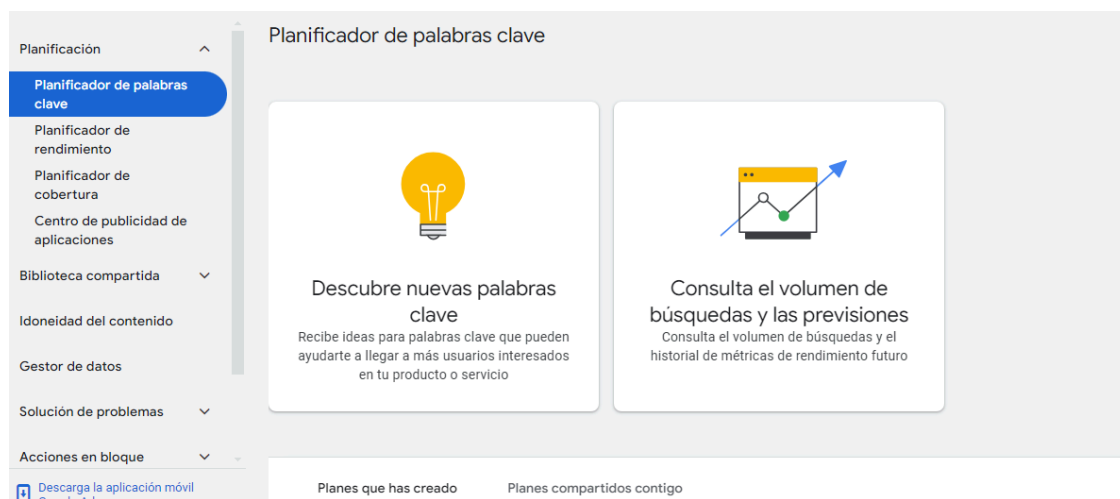 Planificación
Planificador de palabras
clave
Planificador de
rendimiento
Planificador de
cobertura
Centro de publicidad de
aplicaciones
Biblioteca compartida
Idoneidad del contenido
Gestor de datos
Solución de problemas
Acciones en bloque
Descarga la aplicación móvil
Planificador de palabras clave
Descubre nuevas palabras
clave
Recibe ideas para palabras clave que pueden
ayudarte a llegar a más usuarios interesados
en tu producto o servicio
Consulta el volumen de
búsquedas y las previsiones
Consulta el volumen de búsquedas y el
historial de métricas de rendimiento futuro
Planes que has creado
Planes compartidos contigo